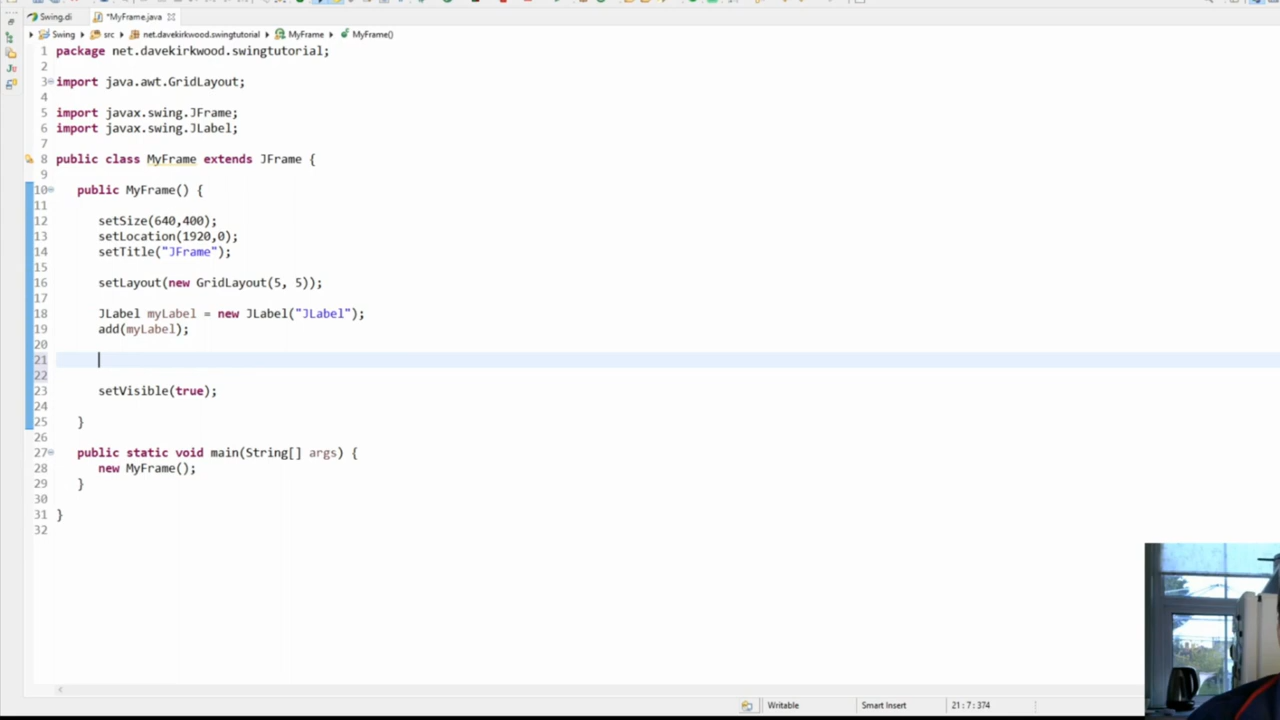 Swing.di *MyFrame.java
Swing src net.davekirkwood.swingtutorial MyFrame MyFrame()
1 package net.davekirkwood.swingtutorial;
2
3 import java.awt.GridLayout;
4
5 import javax.swing.JFrame;
6 import javax.swing.JLabel;
7
8 public class MyFrame extends JFrame {
9
10 public MyFrame() {
11
12 setSize(640,400);
13 setLocation(1920,0);
14 setTitle("JFrame");
15
16 setLayout(new GridLayout(5, 5));
17
18 JLabel myLabel = new JLabel("JLabel");
19 add(myLabel);
20
21
22
23 setVisible(true);
24
25 }
26
27 public static void main(String[] args) {
28 new MyFrame();
29 }
30
31 }
32
Writable Smart Insert 21 : 7 : 374